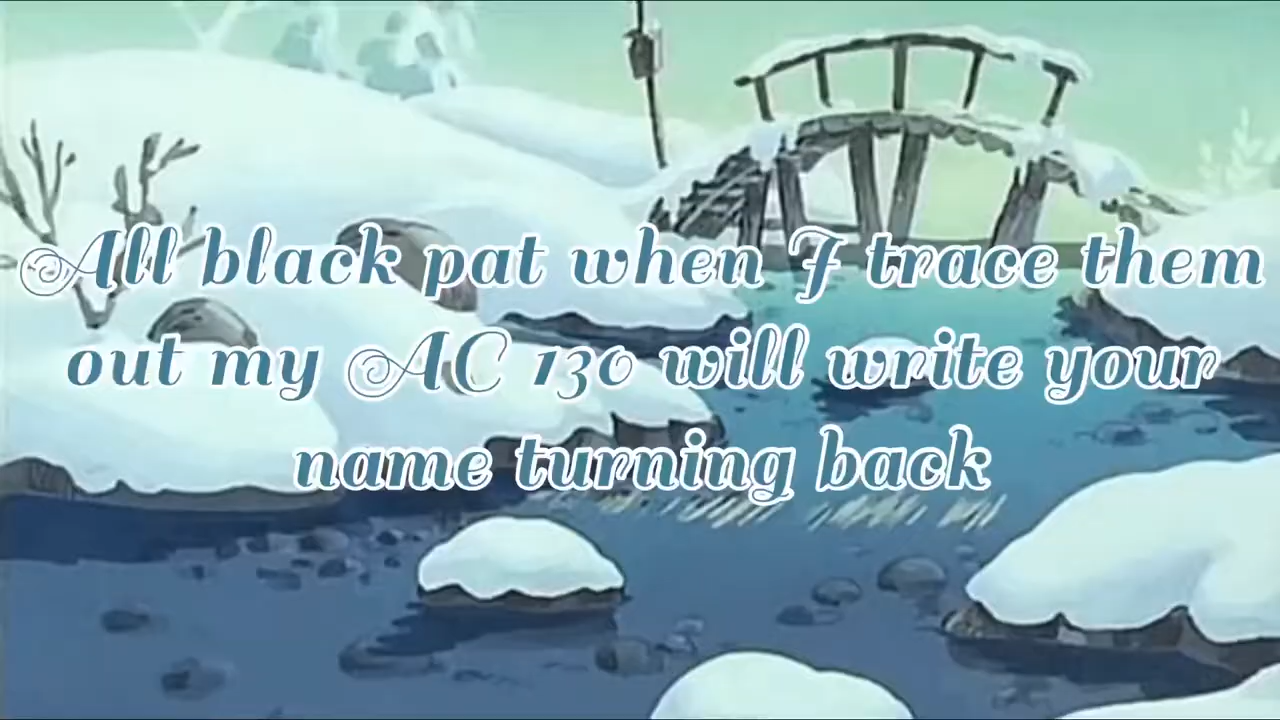 All black pat when I trace them
out my AC 130 will write your
name turning back